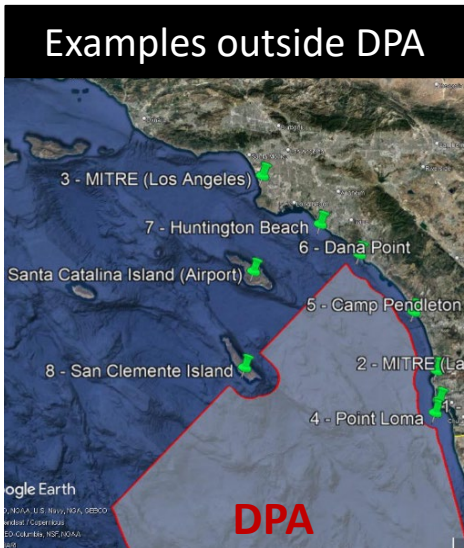 Examples outside DPA
3 - MITRE (Los Angeles)
7 - Huntington Beach
6 - Dana Point
Santa Catalina Island (Airport)
5 - Camp Pendleton
2 - MITRE (La
8 - San Clemente Island
4 - Point Loma
ogle Earth
DPA